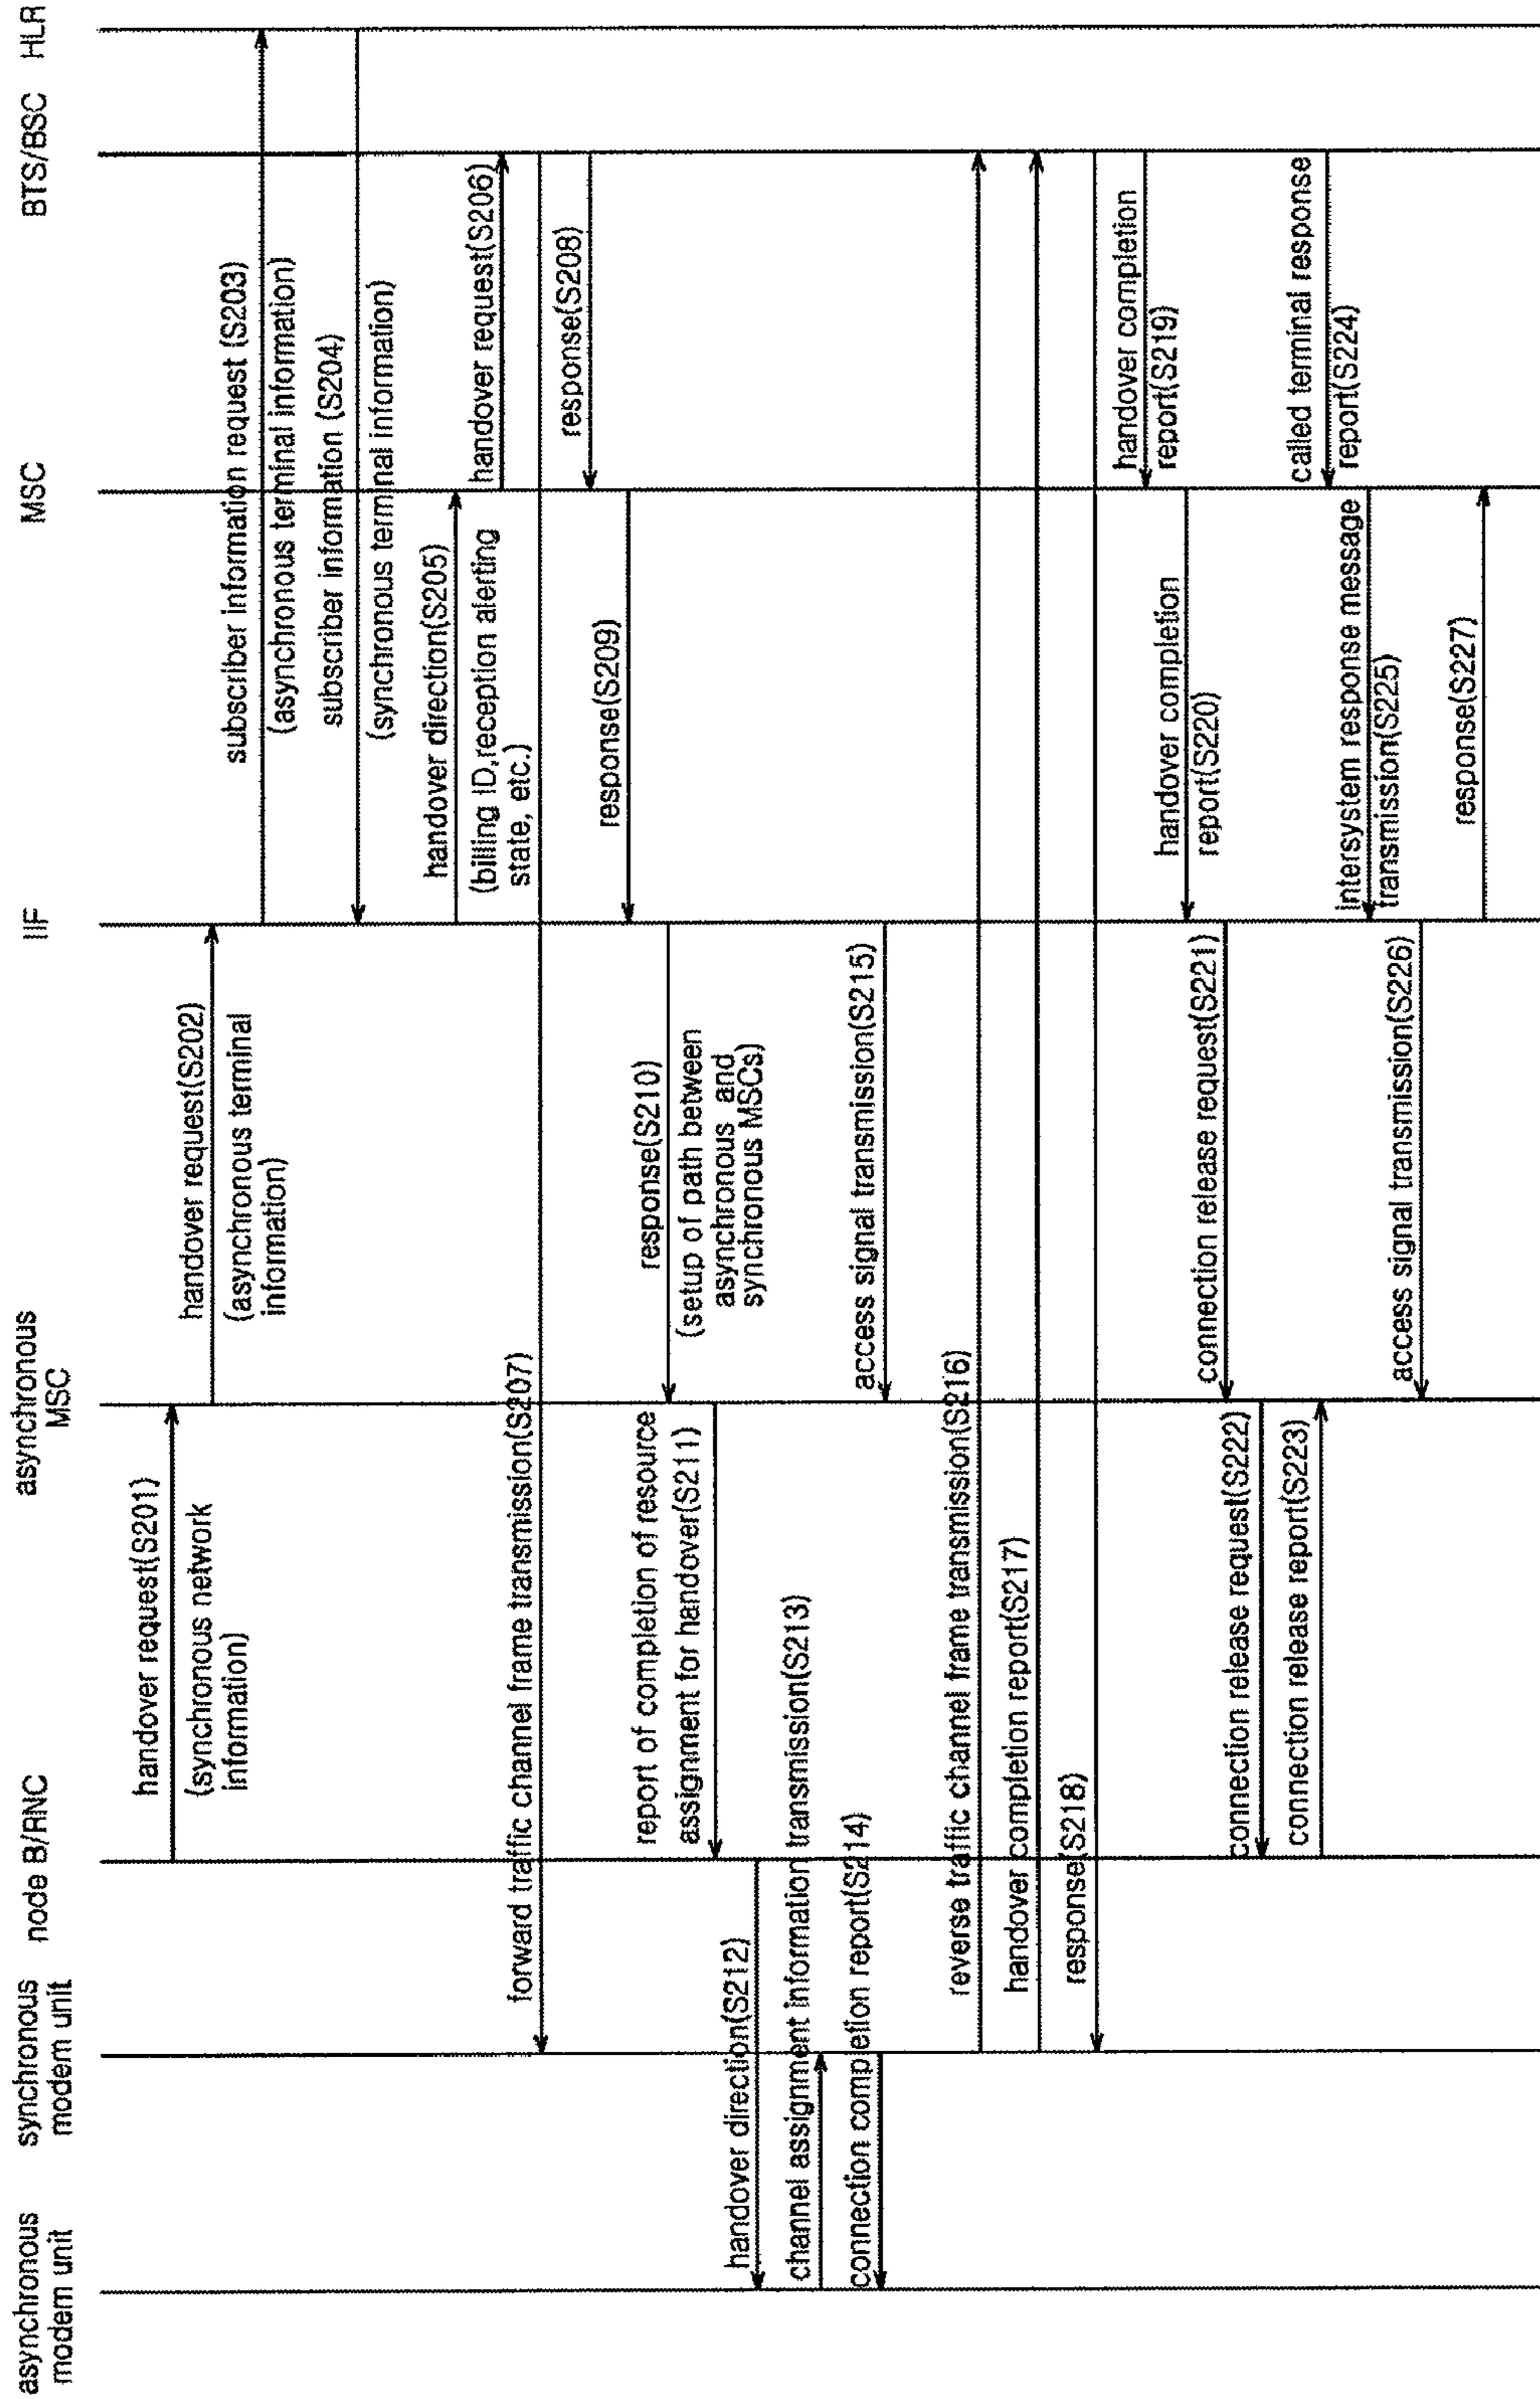 asynchronous
modem unit
synchronous
modem unit
node B/RNC
asynchronous
MSC
IIF
MSC
BTS/BSC
HLR
handover request(S201)
(synchronous network
information)
handover request(S202)
(asynchronous terminal
information)
subscriber information request (S203)
(asynchronous terminal information)
subscriber information (S204)
(synchronous terminal information)
handover direction(S205)
(billing ID,reception alerting
state, etc.)
handover request(S206)
forward traffic channel frame transmission(S207)
response(S208)
response(S209)
response(S210)
(setup of path between
asynchronous and
synchronous MSCs)
report of completion of resource
assignment for handover(S211)
handover direction(S212)
channel assignment information transmission(S213)
connection completion report(S214)
access signal transmission(S215)
reverse traffic channel frame transmission(S216)
handover completion report(S217)
response(S218)
handover completion
report(S219)
handover completion
report(S220)
connection release request(S221)
connection release request(S222)
connection release report(S223)
called terminal response
report(S224)
intersystem response message
transmission(S225)
access signal transmission(S226)
response(S227)